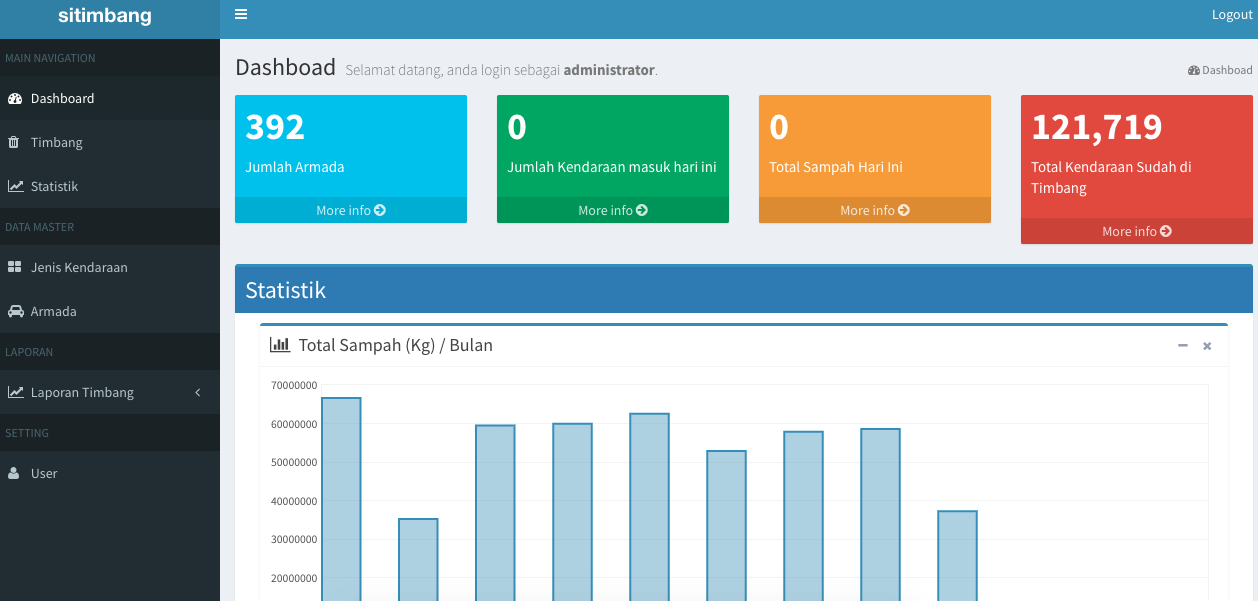 sitimbang
Logout
MAIN NAVIGATION
Dashboard
Timbang
Statistik
DATA MASTER
Jenis Kendaraan
Armada
LAPORAN
Laporan Timbang
SETTING
User
Dashboad Selamat datang, anda login sebagai administrator.
Dashboad
392
Jumlah Armada
More info
0
Jumlah Kendaraan masuk hari ini
More info
0
Total Sampah Hari Ini
More info
121,719
Total Kendaraan Sudah di
Timbang
More info
Statistik
Total Sampah (Kg) / Bulan
70000000
60000000
50000000
40000000
30000000
20000000